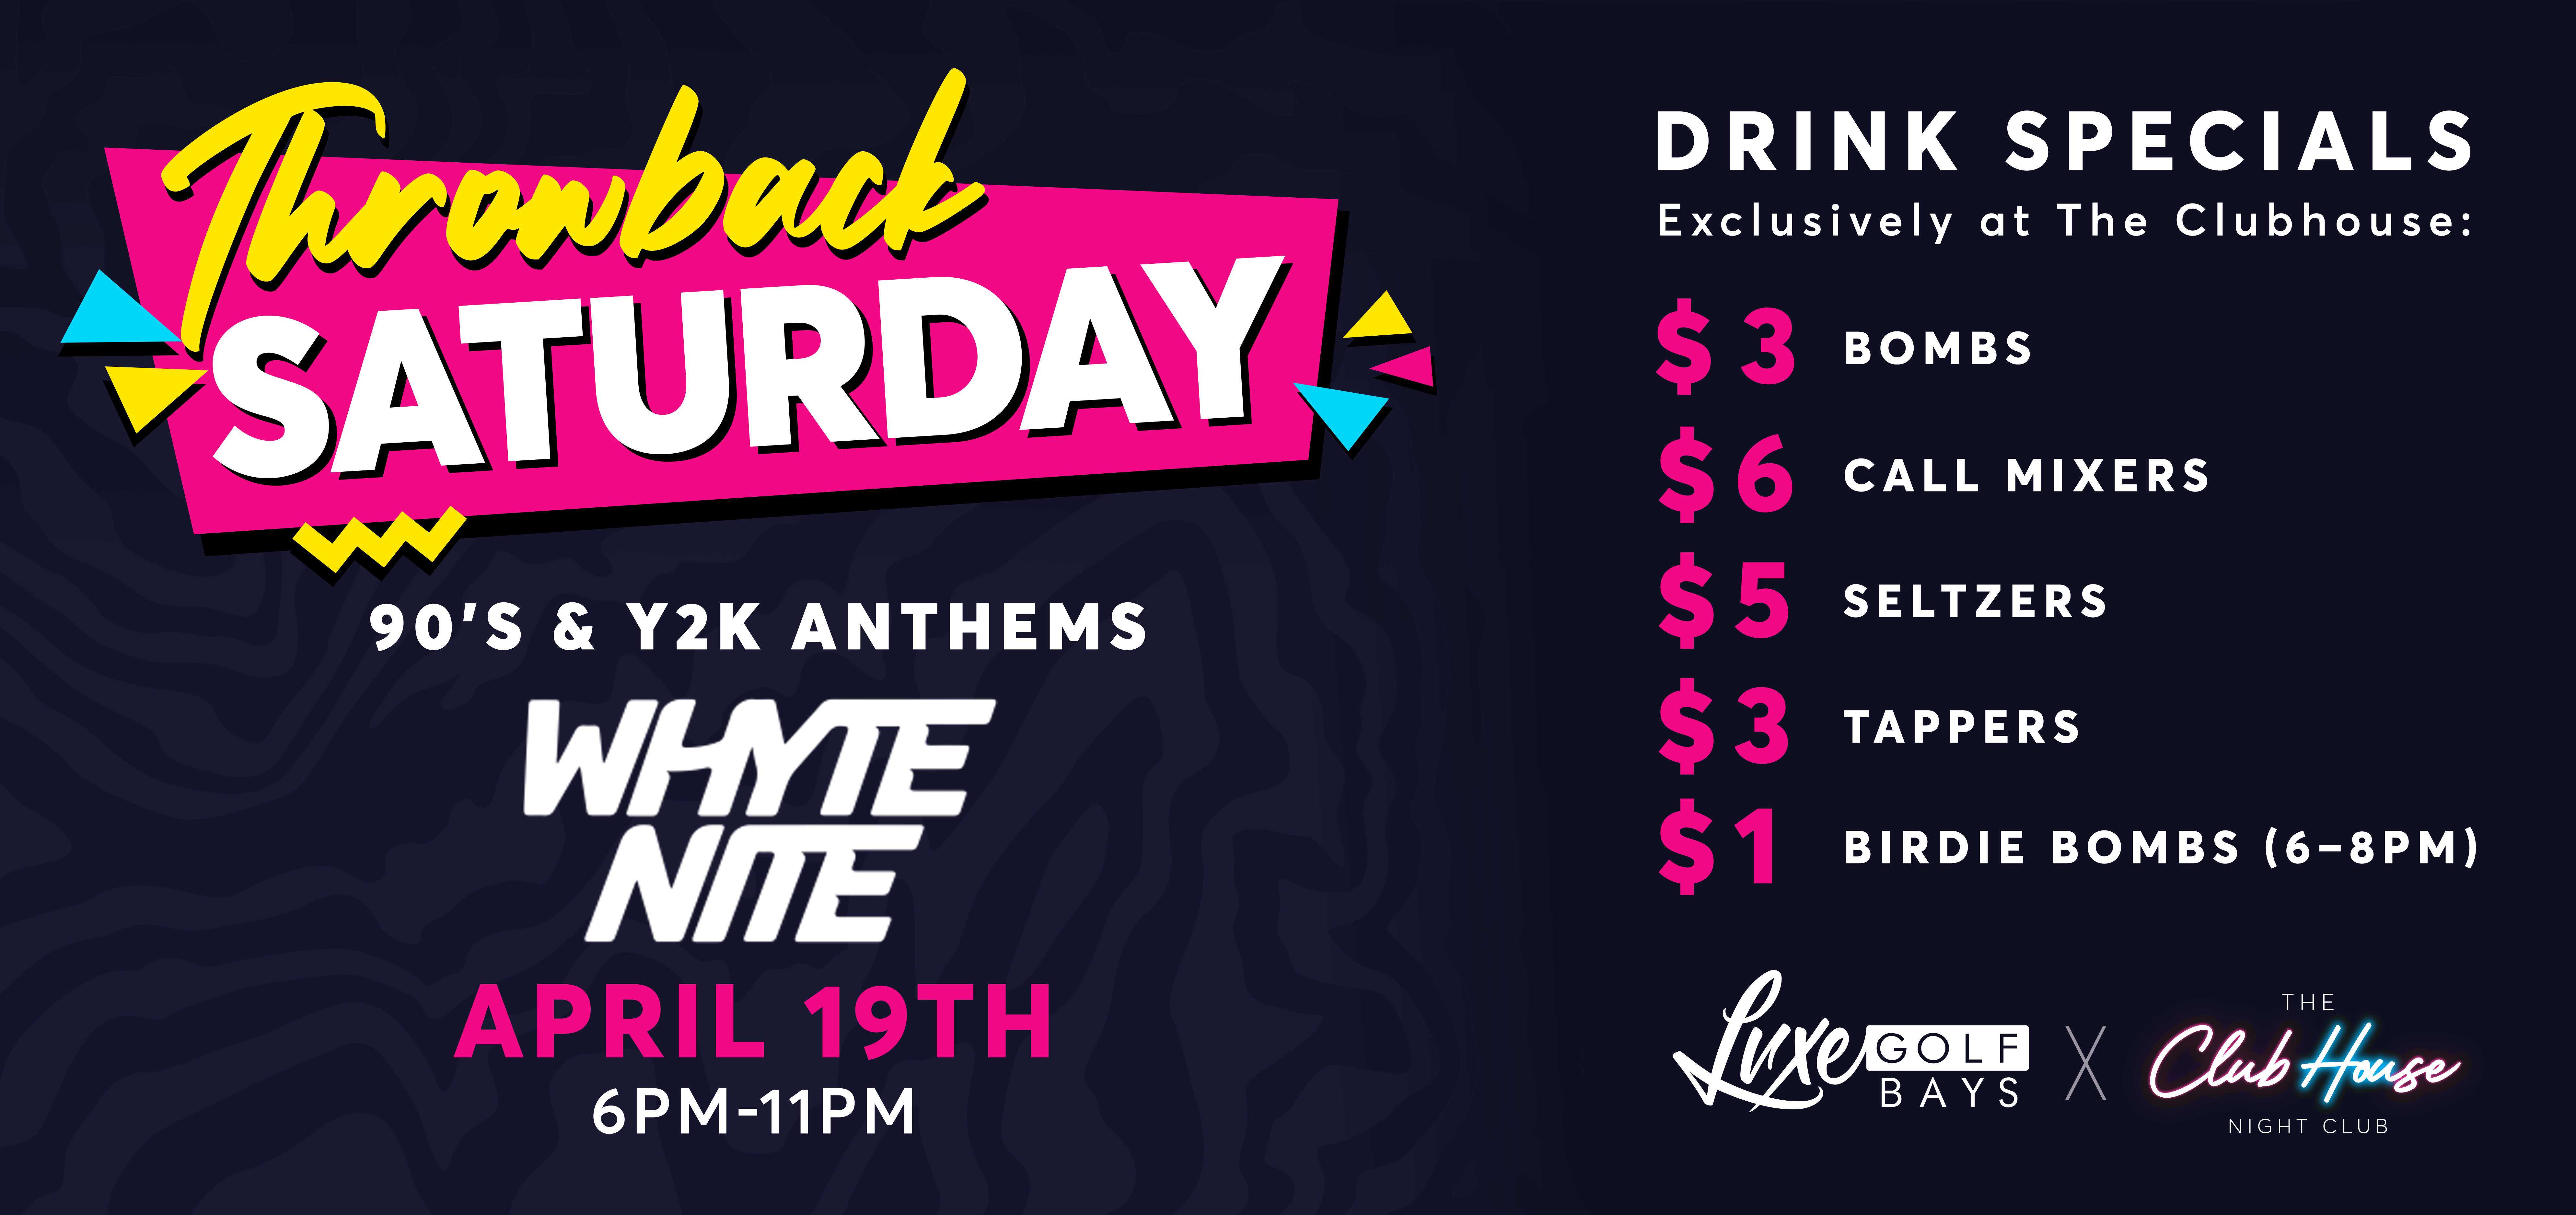 Throwback
SATURDAY
90'S & Y2K ANTHEMS
WHYTE
NITE
APRIL 19TH
6PM-11PM
DRINK SPECIALS
Exclusively at The Clubhouse:
$3 BOMBS
$6 CALL MIXERS
$5 SELTZERS
$3 TAPPERS
$1 BIRDIE BOMBS (6-8PM)
Luxe GOLF
BAYS
X
THE
Club House
NIGHT CLUB